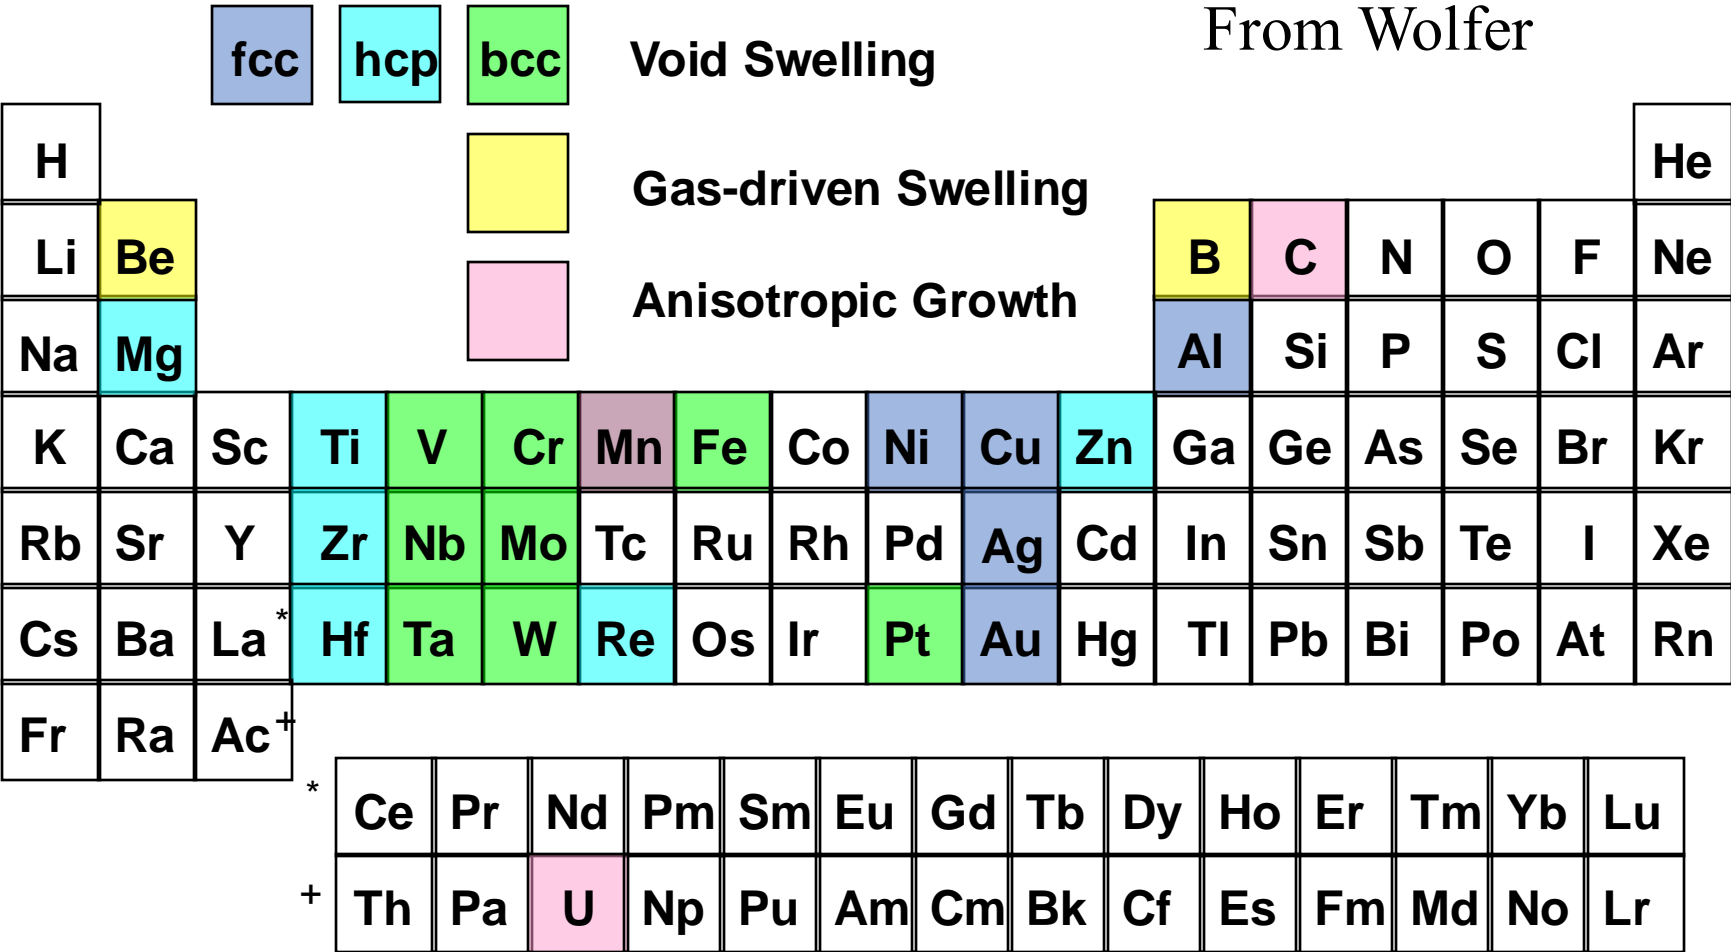 From Wolfer
fcc hcp bcc Void Swelling
Gas-driven Swelling
Anisotropic Growth
H He
Li Be B C N O F Ne
Na Mg Al Si P S Cl Ar
K Ca Sc Ti V Cr Mn Fe Co Ni Cu Zn Ga Ge As Se Br Kr
Rb Sr Y Zr Nb Mo Tc Ru Rh Pd Ag Cd In Sn Sb Te I Xe
Cs Ba La* Hf Ta W Re Os Ir Pt Au Hg Tl Pb Bi Po At Rn
Fr Ra Ac+
* Ce Pr Nd Pm Sm Eu Gd Tb Dy Ho Er Tm Yb Lu
+ Th Pa U Np Pu Am Cm Bk Cf Es Fm Md No Lr